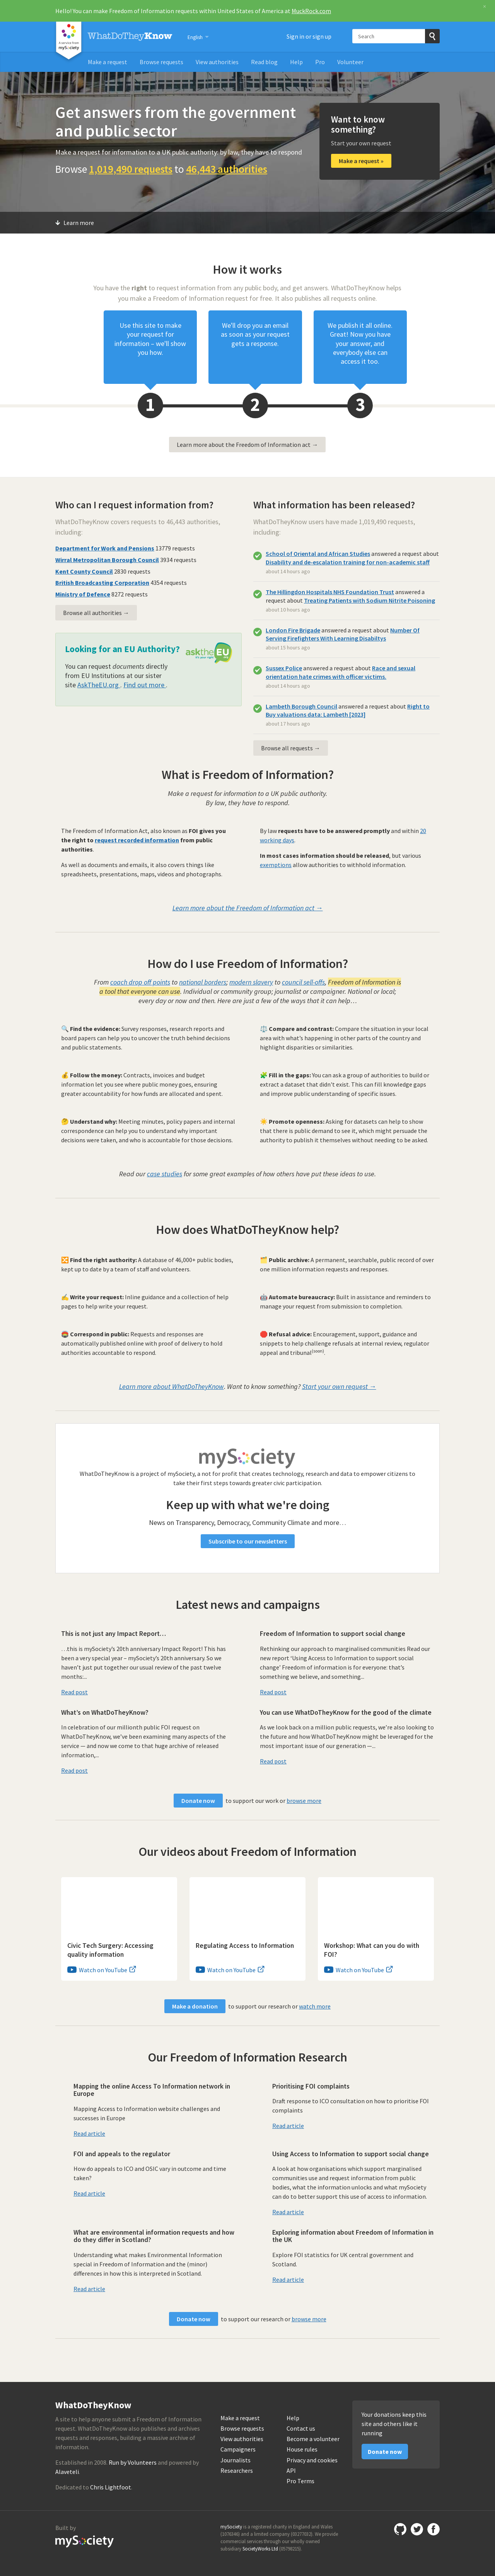 Hello! You can make Freedom of Information requests within United States of America at MuckRock.com
×
WhatDoTheyKnow
English
Sign in or sign up
Search
Make a request
Browse requests
View authorities
Read blog
Help
Pro
Volunteer
Get answers from the government
and public sector
Make a request for information to a UK public authority: by law, they have to respond
Browse 1,019,490 requests to 46,443 authorities
Want to know
something?
Start your own request
Make a request »
Learn more
How it works
You have the right to request information from any public body, and get answers. WhatDoTheyKnow helps
you make a Freedom of Information request for free. It also publishes all requests online.
Use this site to make
your request for
information – we'll show
you how.
We'll drop you an email
as soon as your request
gets a response.
We publish it all online.
Great! Now you have
your answer, and
everybody else can
access it too.
1
2
3
Learn more about the Freedom of Information act →
Who can I request information from?
WhatDoTheyKnow covers requests to 46,443 authorities,
including:
Department for Work and Pensions 13779 requests
Wirral Metropolitan Borough Council 3934 requests
Kent County Council 2830 requests
British Broadcasting Corporation 4354 requests
Ministry of Defence 8272 requests
Browse all authorities →
Looking for an EU Authority?
asktheEU
You can request documents directly
from EU Institutions at our sister
site AskTheEU.org . Find out more .
What information has been released?
WhatDoTheyKnow users have made 1,019,490 requests,
including:
School of Oriental and African Studies answered a request about
Disability and de-escalation training for non-academic staff
about 14 hours ago
The Hillingdon Hospitals NHS Foundation Trust answered a
request about Treating Patients with Sodium Nitrite Poisoning
about 10 hours ago
London Fire Brigade answered a request about Number Of
Serving Firefighters With Learning Disabiltys
about 15 hours ago
Sussex Police answered a request about Race and sexual
orientation hate crimes with officer victims.
about 14 hours ago
Lambeth Borough Council answered a request about Right to
Buy valuations data: Lambeth [2023]
about 17 hours ago
Browse all requests →
What is Freedom of Information?
Make a request for information to a UK public authority.
By law, they have to respond.
The Freedom of Information Act, also known as FOI gives you
the right to request recorded information from public
authorities.
As well as documents and emails, it also covers things like
spreadsheets, presentations, maps, videos and photographs.
By law requests have to be answered promptly and within 20
working days.
In most cases information should be released, but various
exemptions allow authorities to withhold information.
Learn more about the Freedom of Information act →
How do I use Freedom of Information?
From coach drop off points to national borders; modern slavery to council sell-offs, Freedom of Information is
a tool that everyone can use. Individual or community group; journalist or campaigner. National or local;
every day or now and then. Here are just a few of the ways that it can help…
🔍 Find the evidence: Survey responses, research reports and
board papers can help you to uncover the truth behind decisions
and public statements.
⚖️ Compare and contrast: Compare the situation in your local
area with what's happening in other parts of the country and
highlight disparities or similarities.
💰 Follow the money: Contracts, invoices and budget
information let you see where public money goes, ensuring
greater accountability for how funds are allocated and spent.
🧩 Fill in the gaps: You can ask a group of authorities to build or
extract a dataset that didn't exist. This can fill knowledge gaps
and improve public understanding of specific issues.
🤔 Understand why: Meeting minutes, policy papers and internal
correspondence can help you to understand why important
decisions were taken, and who is accountable for those decisions.
☀️ Promote openness: Asking for datasets can help to show
that there is public demand to see it, which might persuade the
authority to publish it themselves without needing to be asked.
Read our case studies for some great examples of how others have put these ideas to use.
How does WhatDoTheyKnow help?
🔀 Find the right authority: A database of 46,000+ public bodies,
kept up to date by a team of staff and volunteers.
🗂️ Public archive: A permanent, searchable, public record of over
one million information requests and responses.
✍️ Write your request: Inline guidance and a collection of help
pages to help write your request.
🤖 Automate bureaucracy: Built in assistance and reminders to
manage your request from submission to completion.
Correspond in public: Requests and responses are
automatically published online with proof of delivery to hold
authorities accountable to respond.
🛑 Refusal advice: Encouragement, support, guidance and
snippets to help challenge refusals at internal review, regulator
appeal and tribunal(soon).
Learn more about WhatDoTheyKnow. Want to know something? Start your own request →
mySociety
WhatDoTheyKnow is a project of mySociety, a not for profit that creates technology, research and data to empower citizens to
take their first steps towards greater civic participation.
Keep up with what we're doing
News on Transparency, Democracy, Community Climate and more…
Subscribe to our newsletters
Latest news and campaigns
This is not just any Impact Report…
…this is mySociety's 20th anniversary Impact Report! This has
been a very special year – mySociety's 20th anniversary. So we
haven't just put together our usual review of the past twelve
months:...
Read post
Freedom of Information to support social change
Rethinking our approach to marginalised communities Read our
new report 'Using Access to Information to support social
change' Freedom of information is for everyone: that's
something we believe, and something...
Read post
What's on WhatDoTheyKnow?
In celebration of our millionth public FOI request on
WhatDoTheyKnow, we've been examining many aspects of the
service — and now we come to that huge archive of released
information,...
Read post
You can use WhatDoTheyKnow for the good of the climate
As we look back on a million public requests, we're also looking to
the future and how WhatDoTheyKnow might be leveraged for the
most important issue of our generation —...
Read post
Donate now to support our work or browse more
Our videos about Freedom of Information
Civic Tech Surgery: Accessing
quality information
Watch on YouTube
Regulating Access to Information
Watch on YouTube
Workshop: What can you do with
FOI?
Watch on YouTube
Make a donation to support our research or watch more
Our Freedom of Information Research
Mapping the online Access To Information network in
Europe
Mapping Access to Information website challenges and
successes in Europe
Read article
Prioritising FOI complaints
Draft response to ICO consultation on how to prioritise FOI
complaints
Read article
FOI and appeals to the regulator
How do appeals to ICO and OSIC vary in outcome and time
taken?
Read article
Using Access to Information to support social change
A look at how organisations which support marginalised
communities use and request information from public
bodies, what the information unlocks and what mySociety
can do to better support this use of access to information.
Read article
What are environmental information requests and how
do they differ in Scotland?
Understanding what makes Environmental Information
special in Freedom of Information and the (minor)
differences in how this is interpreted in Scotland.
Read article
Exploring information about Freedom of Information in
the UK
Explore FOI statistics for UK central government and
Scotland.
Read article
Donate now to support our research or browse more
WhatDoTheyKnow
A site to help anyone submit a Freedom of Information
request. WhatDoTheyKnow also publishes and archives
requests and responses, building a massive archive of
information.
Established in 2008. Run by Volunteers and powered by
Alaveteli.
Dedicated to Chris Lightfoot.
Make a request
Browse requests
View authorities
Campaigners
Journalists
Researchers
Help
Contact us
Become a volunteer
House rules
Privacy and cookies
API
Pro Terms
Your donations keep this
site and others like it
running
Donate now
Built by
mySociety
mySociety is a registered charity in England and Wales
(1076346) and a limited company (03277032). We provide
commercial services through our wholly owned
subsidiary SocietyWorks Ltd (05798215).